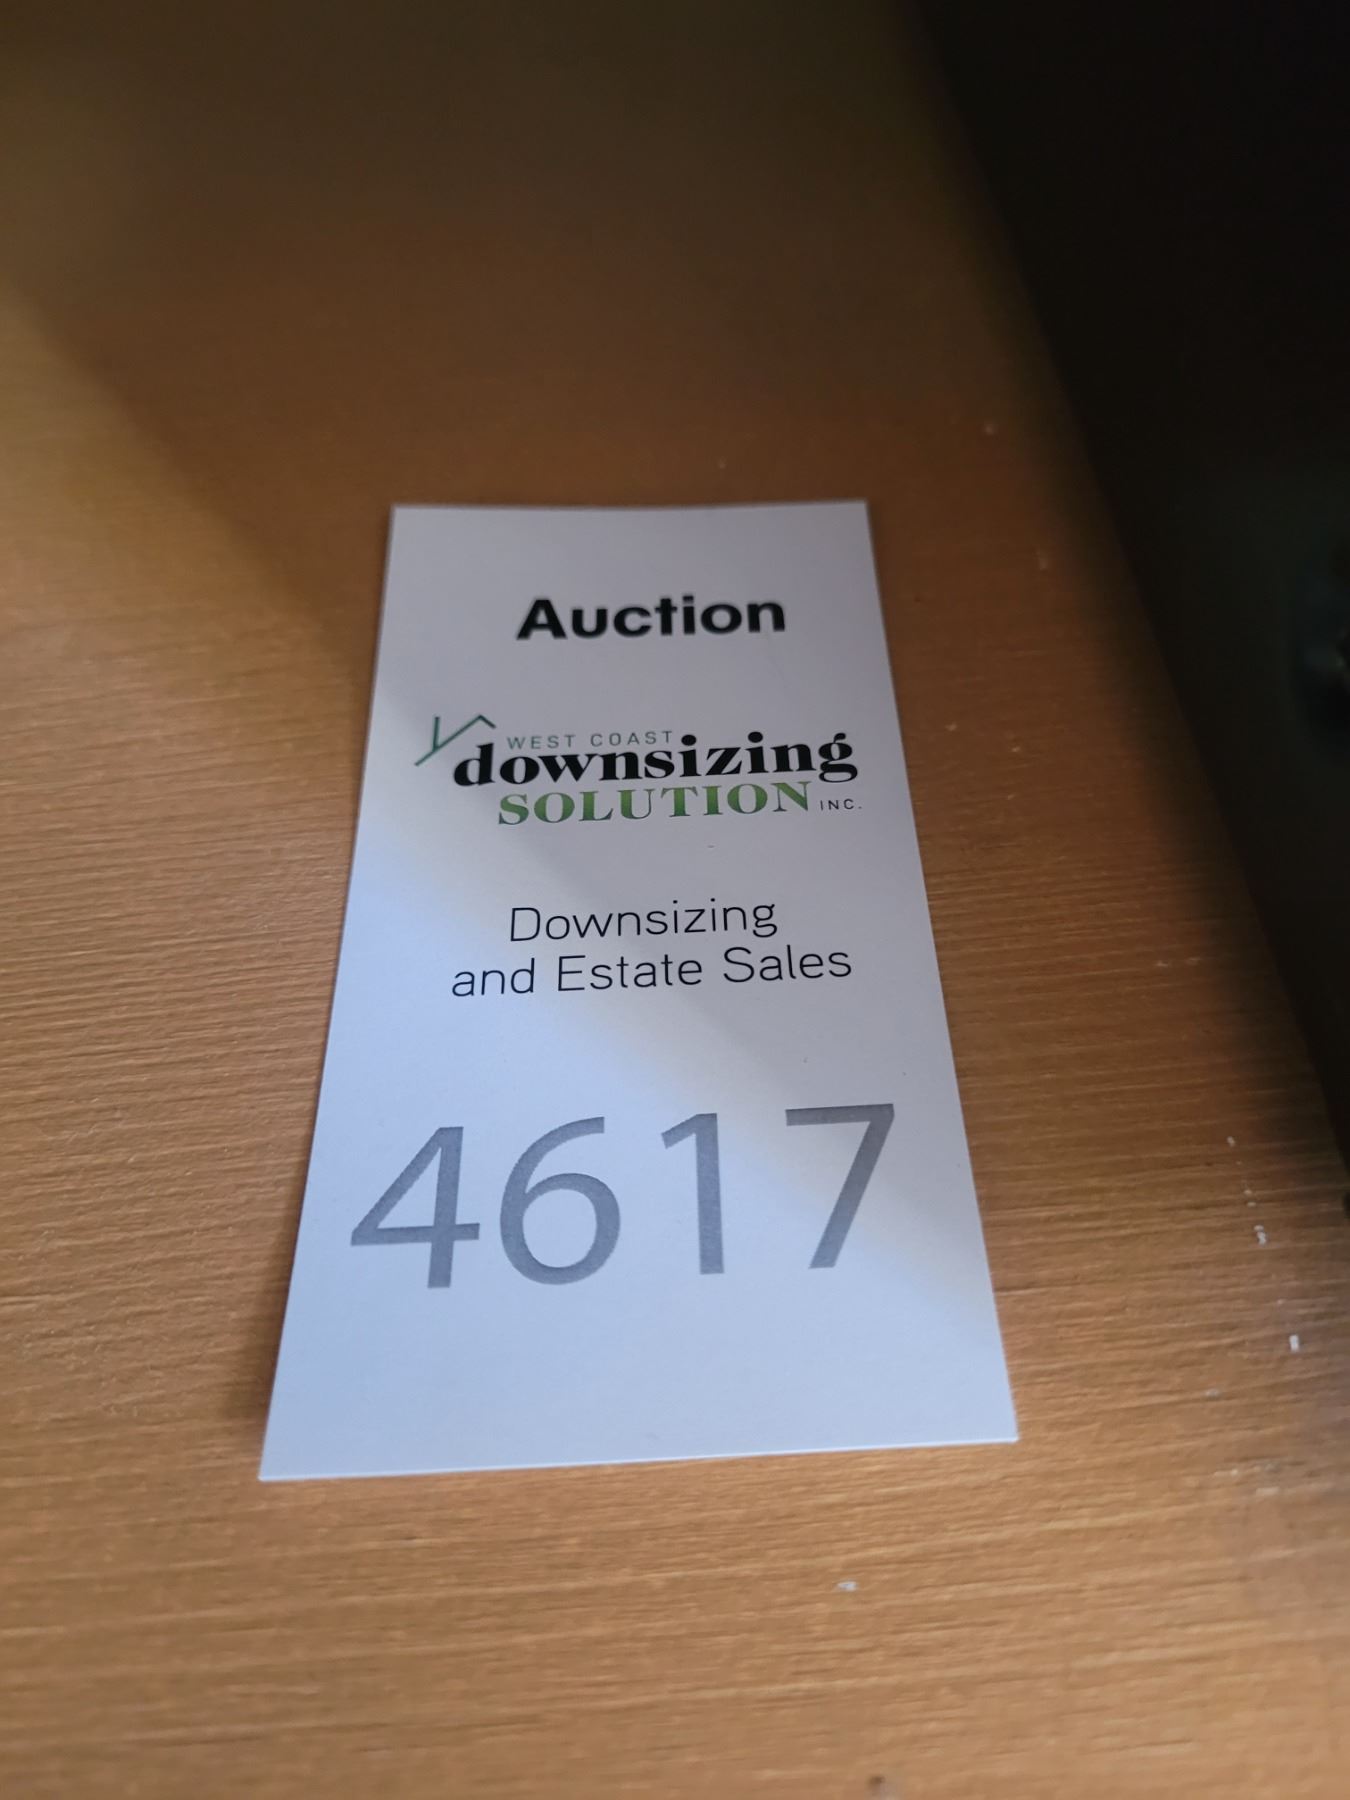 Auction
WEST COAST
downsizing
SOLUTION INC.
Downsizing
and Estate Sales
4617